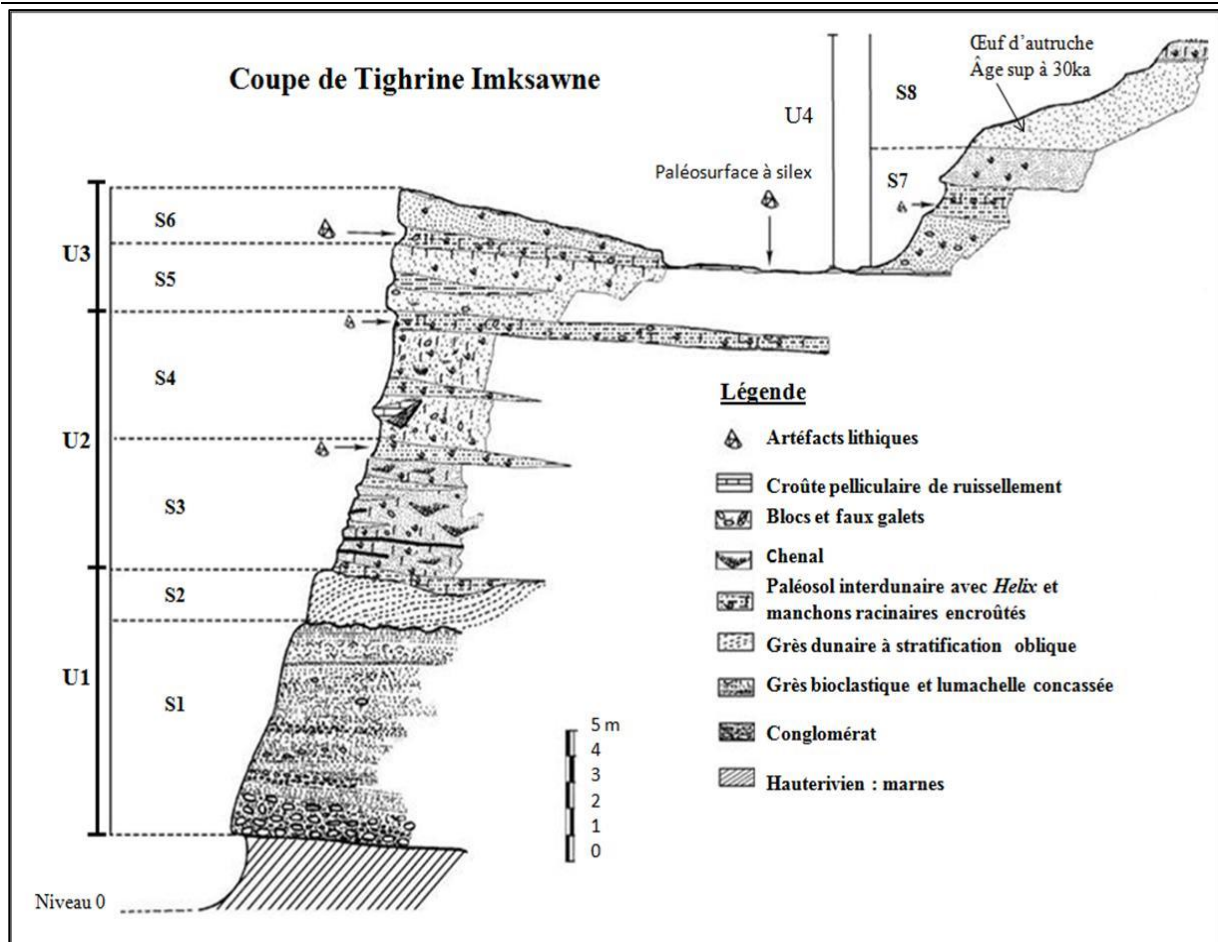 Coupe de Tighrine Imksawne
Œuf d'autruche
Âge sup à 30ka
S8
U4
Paléosurface à silex
S7
S6
U3
S5
S4
U2
S3
S2
U1
S1
Niveau 0
5 m
4
3
2
1
0
Légende
Artéfacts lithiques
Croûte pelliculaire de ruissellement
Blocs et faux galets
Chenal
Paléosol interdunaire avec Helix et
manchons racinaires encroûtés
Grès dunaire à stratification oblique
Grès bioclastique et lumachelle concassée
Conglomérat
Hauterivien : marnes